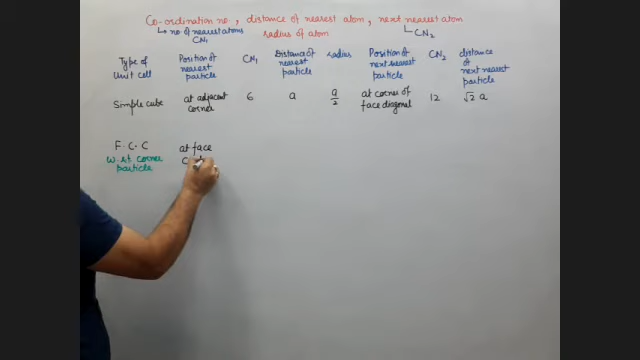 Co-ordination no., distance of nearest atom, next nearest atom
no of nearest atoms radius of atom CN2
CN1
Type of Unit cell Position of nearest particle CN1 Distance of nearest particle radius Position of next nearest particle CN2 distance of next nearest particle
Simple cube at adjacent corner 6 a a/2 at corner of face diagonal 12 √2 a
F.C.C at face
w.r.t corner
particle